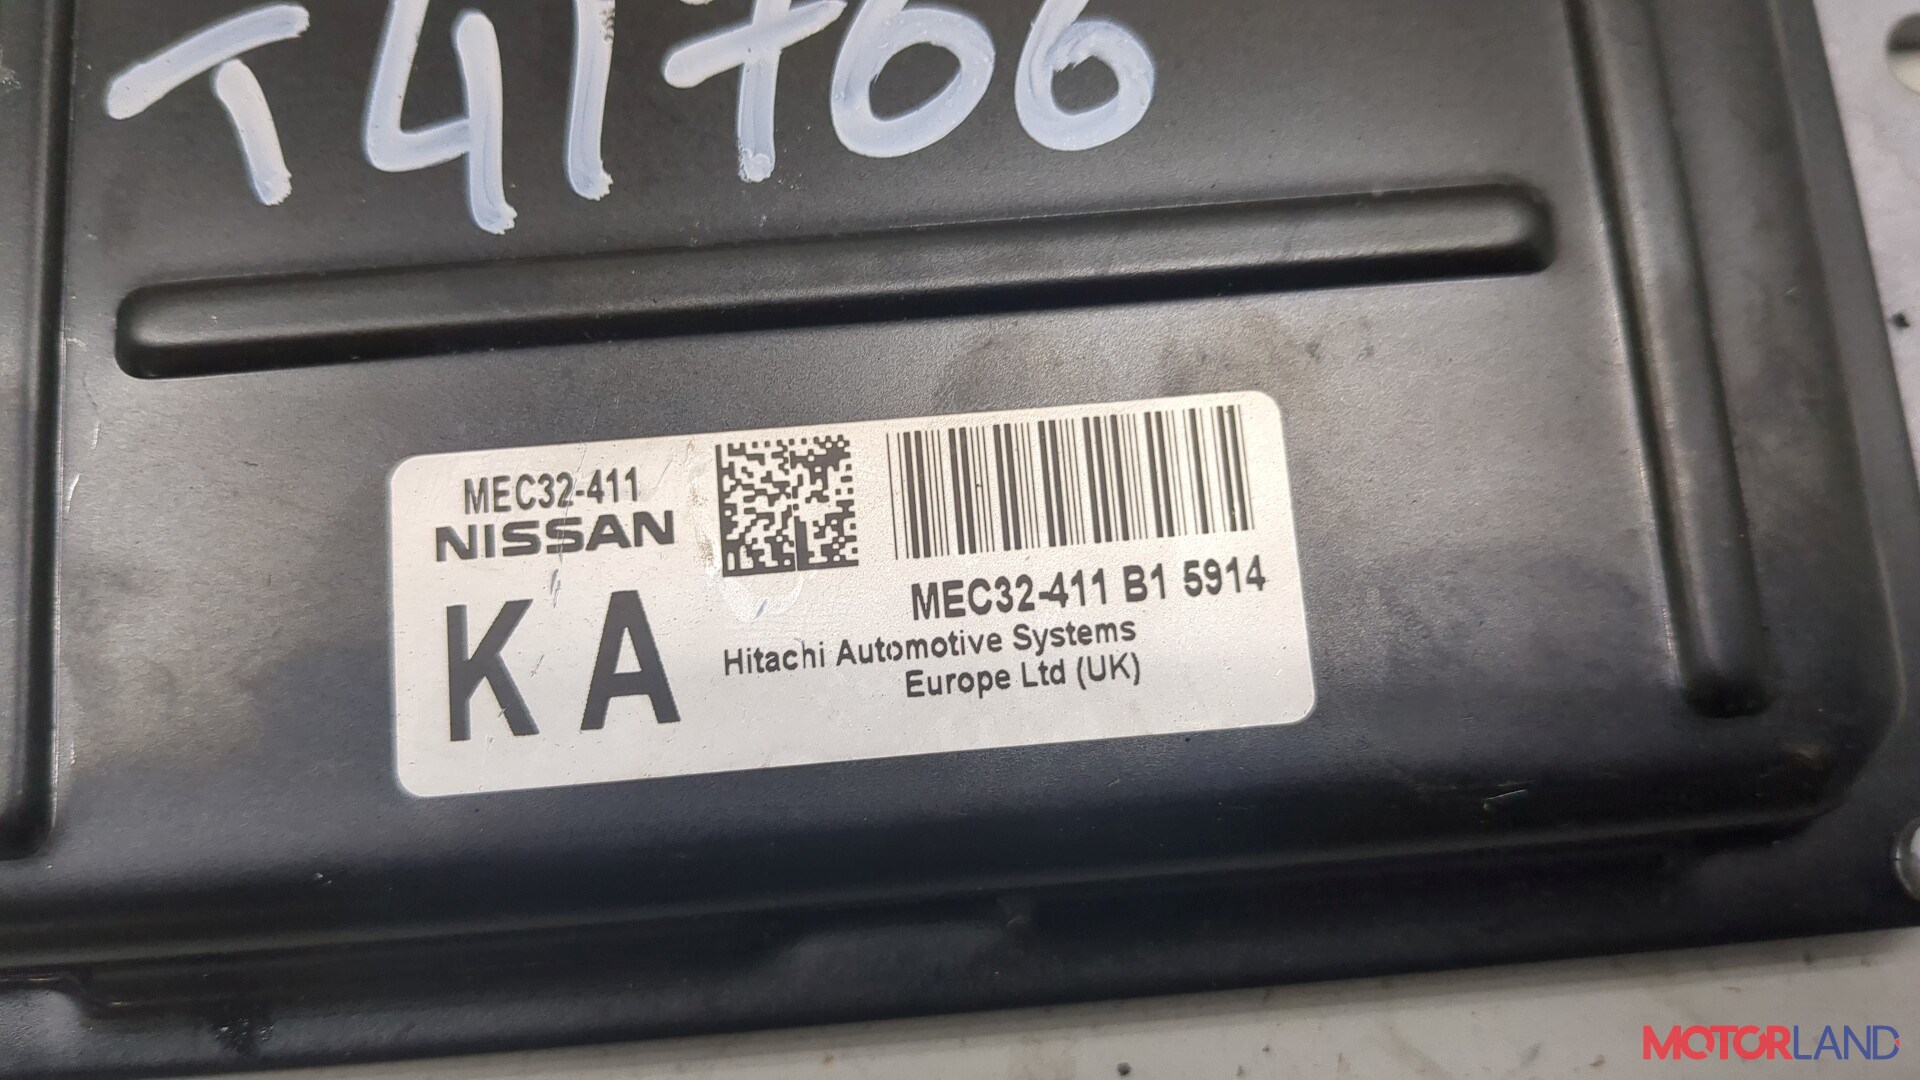 T41766
MEC32-411
NISSAN
KA
MEC32-411 B1 5914
Hitachi Automotive Systems
Europe Ltd (UK)
MOTORLAND